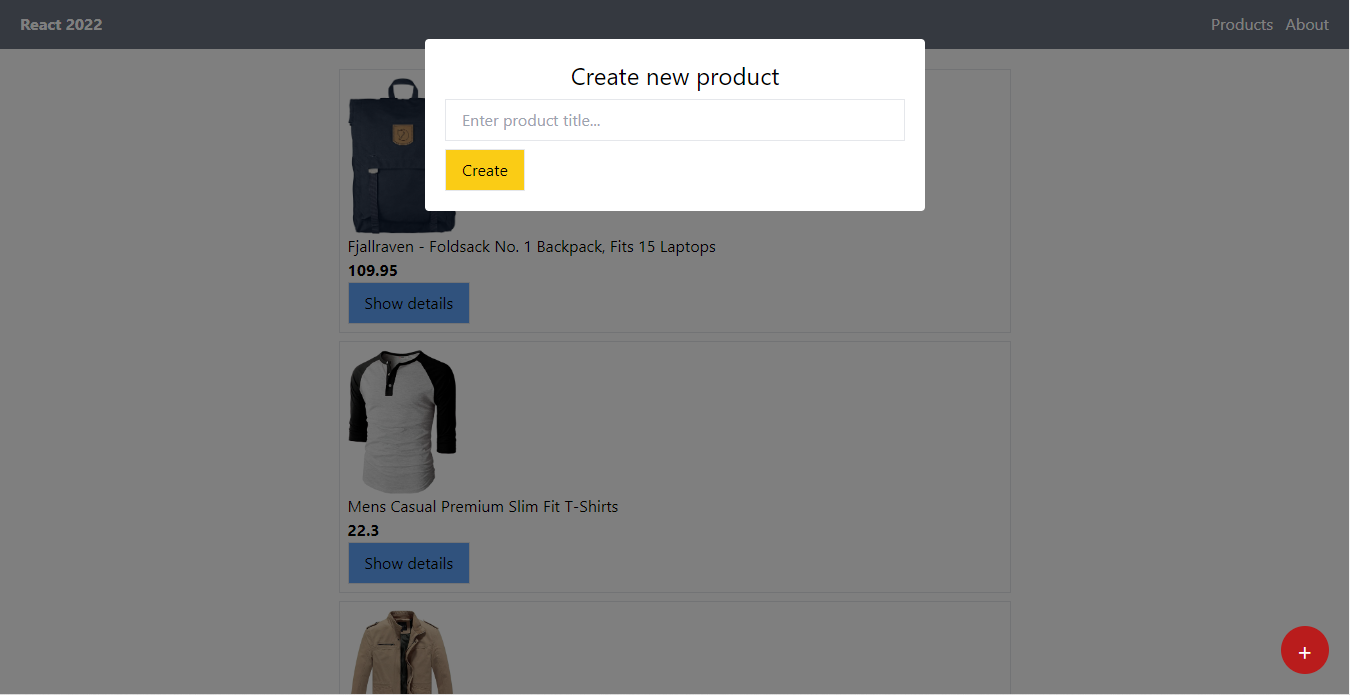 React 2022
Products
About
Create new product
Enter product title...
Create
Fjallraven - Foldsack No. 1 Backpack, Fits 15 Laptops
109.95
Show details
Mens Casual Premium Slim Fit T-Shirts
22.3
Show details
+